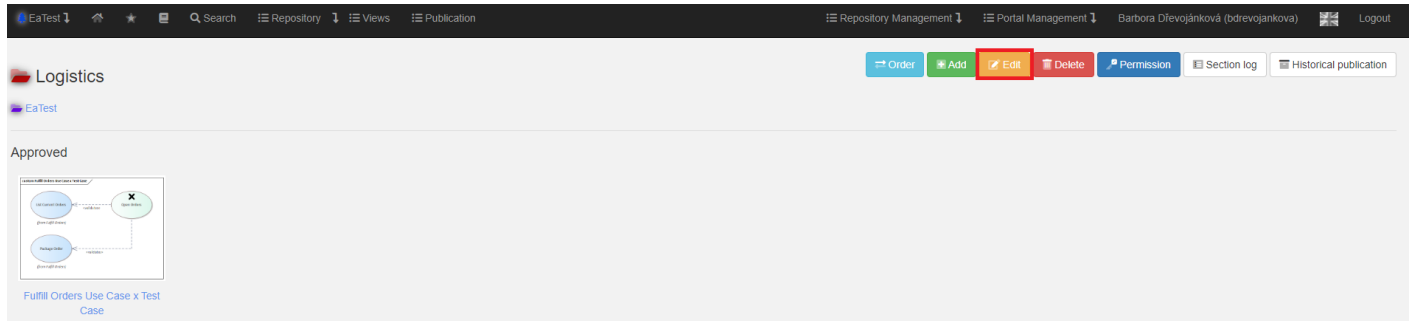 EaTest Search Repository Views Publication Repository Management Portal Management Barbora Dřevojánková (bdrevojankova) Logout
Logistics Order Add Edit Delete Permission Section log Historical publication
EaTest
Approved
Fulfill Orders Use Case x Test
Case